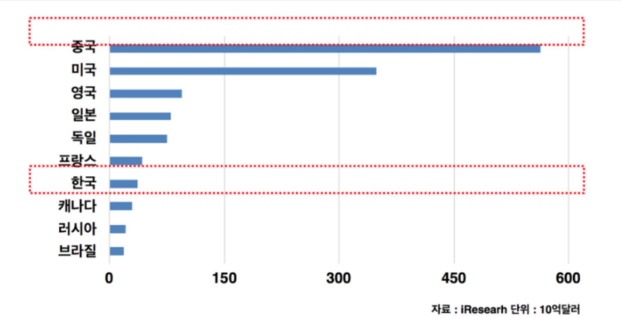 중국
미국
영국
일본
독일
프랑스
한국
캐나다
러시아
브라질
0 150 300 450 600
자료 : iResearh 단위 : 10억달러